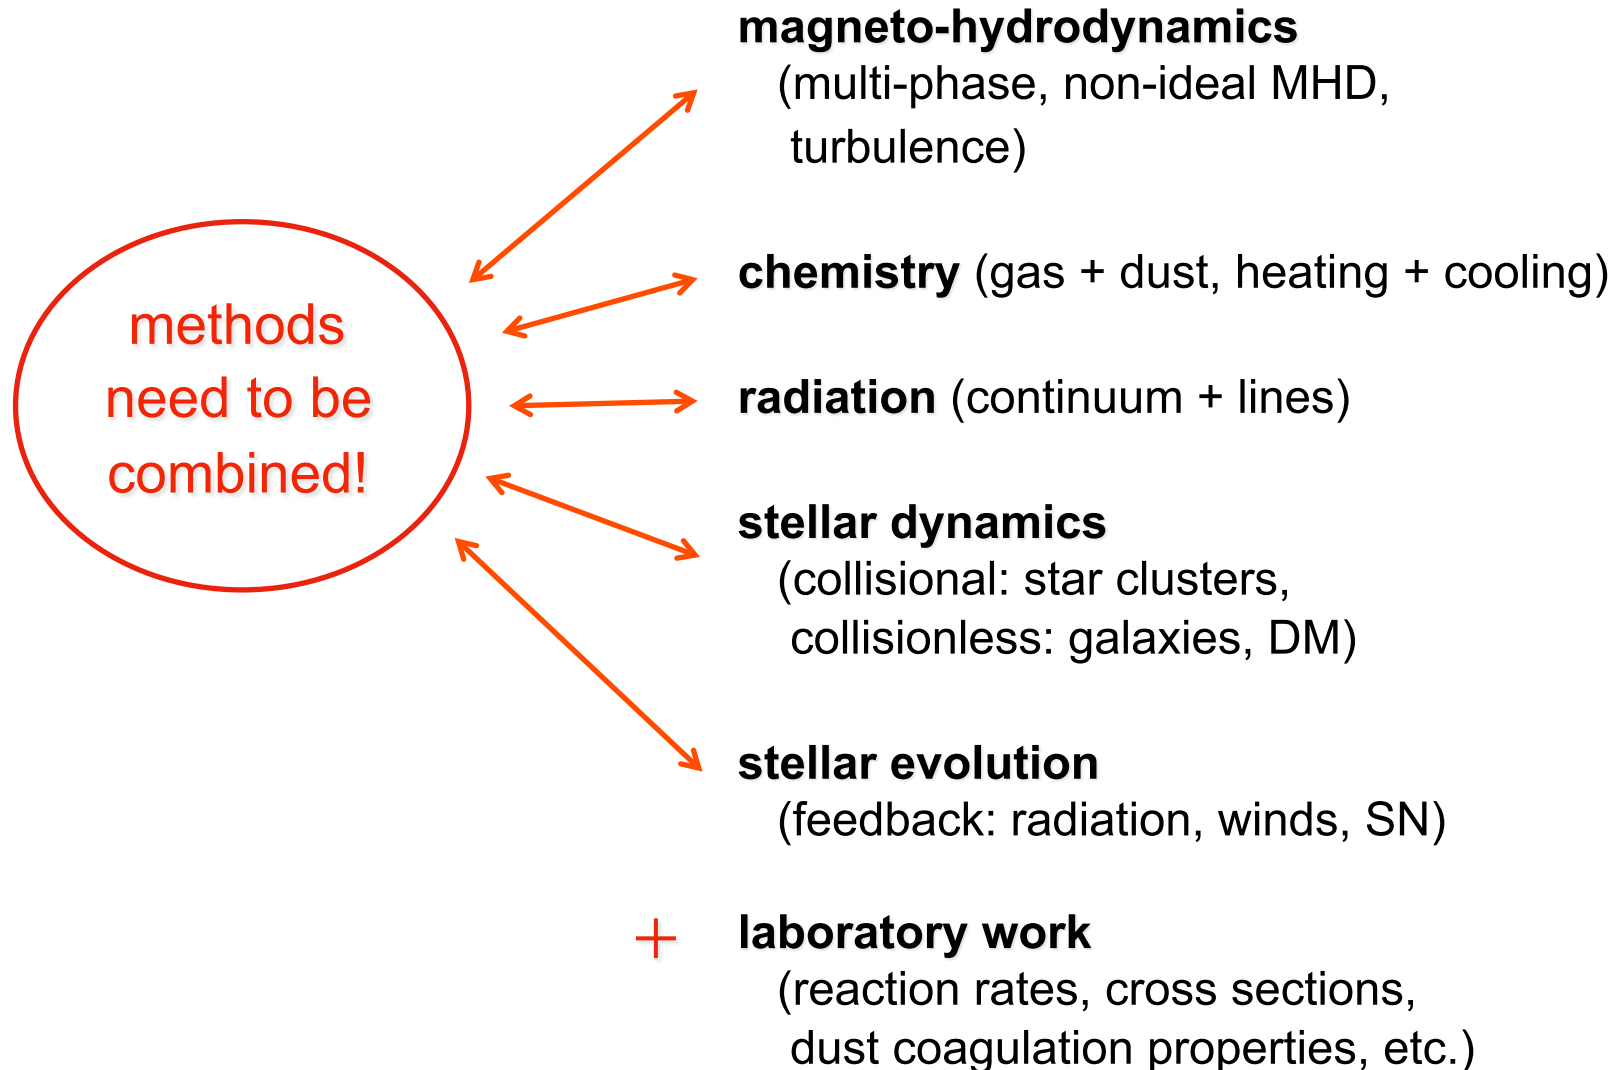 methods
need to be
combined!
magneto-hydrodynamics
(multi-phase, non-ideal MHD,
turbulence)
chemistry (gas + dust, heating + cooling)
radiation (continuum + lines)
stellar dynamics
(collisional: star clusters,
collisionless: galaxies, DM)
stellar evolution
(feedback: radiation, winds, SN)
+ laboratory work
(reaction rates, cross sections,
dust coagulation properties, etc.)